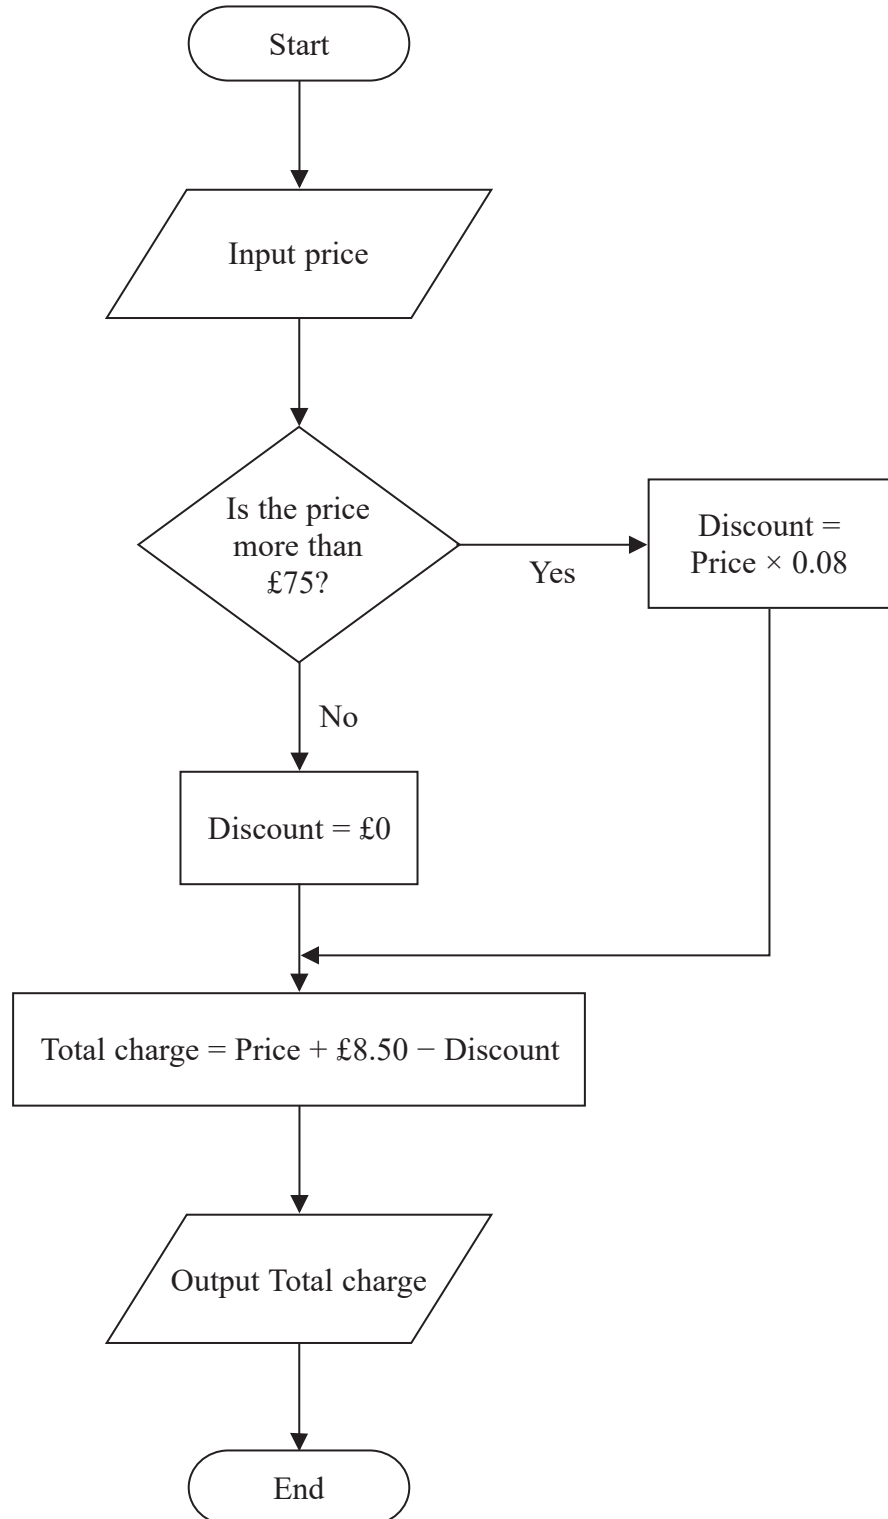 Start
Input price
Is the price
more than
£75?
Yes
Discount =
Price × 0.08
No
Discount = £0
Total charge = Price + £8.50 − Discount
Output Total charge
End